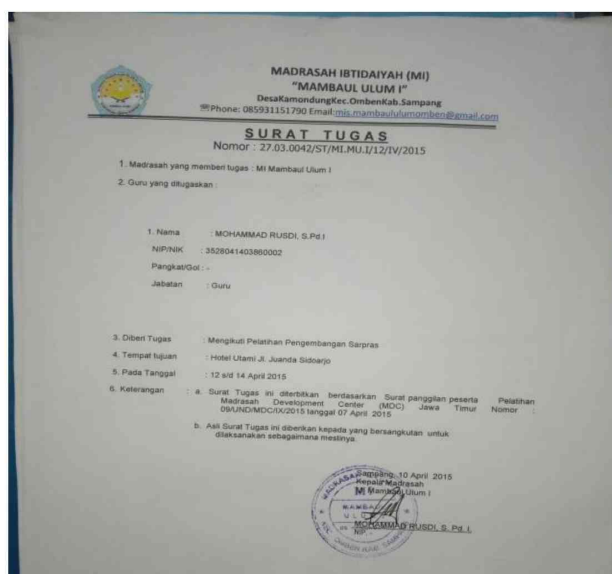 MADRASAH IBTIDAIYAH (MI)
"MAMBAUL ULUM I"
DesaKamondungKec.OmbenKab.Sampang
Phone: 085931151790 Email:mis.mambaululumomben@gmail.com
SURAT TUGAS
Nomor : 27.03.0042/ST/MI.MU.I/12/IV/2015
1. Madrasah yang memberi tugas : MI Mambaul Ulum I
2. Guru yang ditugaskan :
1. Nama : MOHAMMAD RUSDI, S.Pd.I
NIP/NIK : 3528041403860002
Pangkat/Gol : -
Jabatan : Guru
3. Diberi Tugas : Mengikuti Pelatihan Pengembangan Sarpras
4. Tempat tujuan : Hotel Utami Jl. Juanda Sidoarjo
5. Pada Tanggal : 12 s/d 14 April 2015
6. Keterangan : a. Surat Tugas ini diterbitkan berdasarkan Surat panggilan peserta Pelatihan
Madrasah Development Center (MDC) Jawa Timur Nomor :
09/UND/MDC/IX/2015 tanggal 07 April 2015
b. Asli Surat Tugas ini diberikan kepada yang bersangkutan untuk
dilaksanakan sebagaimana mestinya.
Sampang, 10 April 2015
Kepala Madrasah
MI Mambaul Ulum I
MOHAMMAD RUSDI, S. Pd. I.
NIP. -